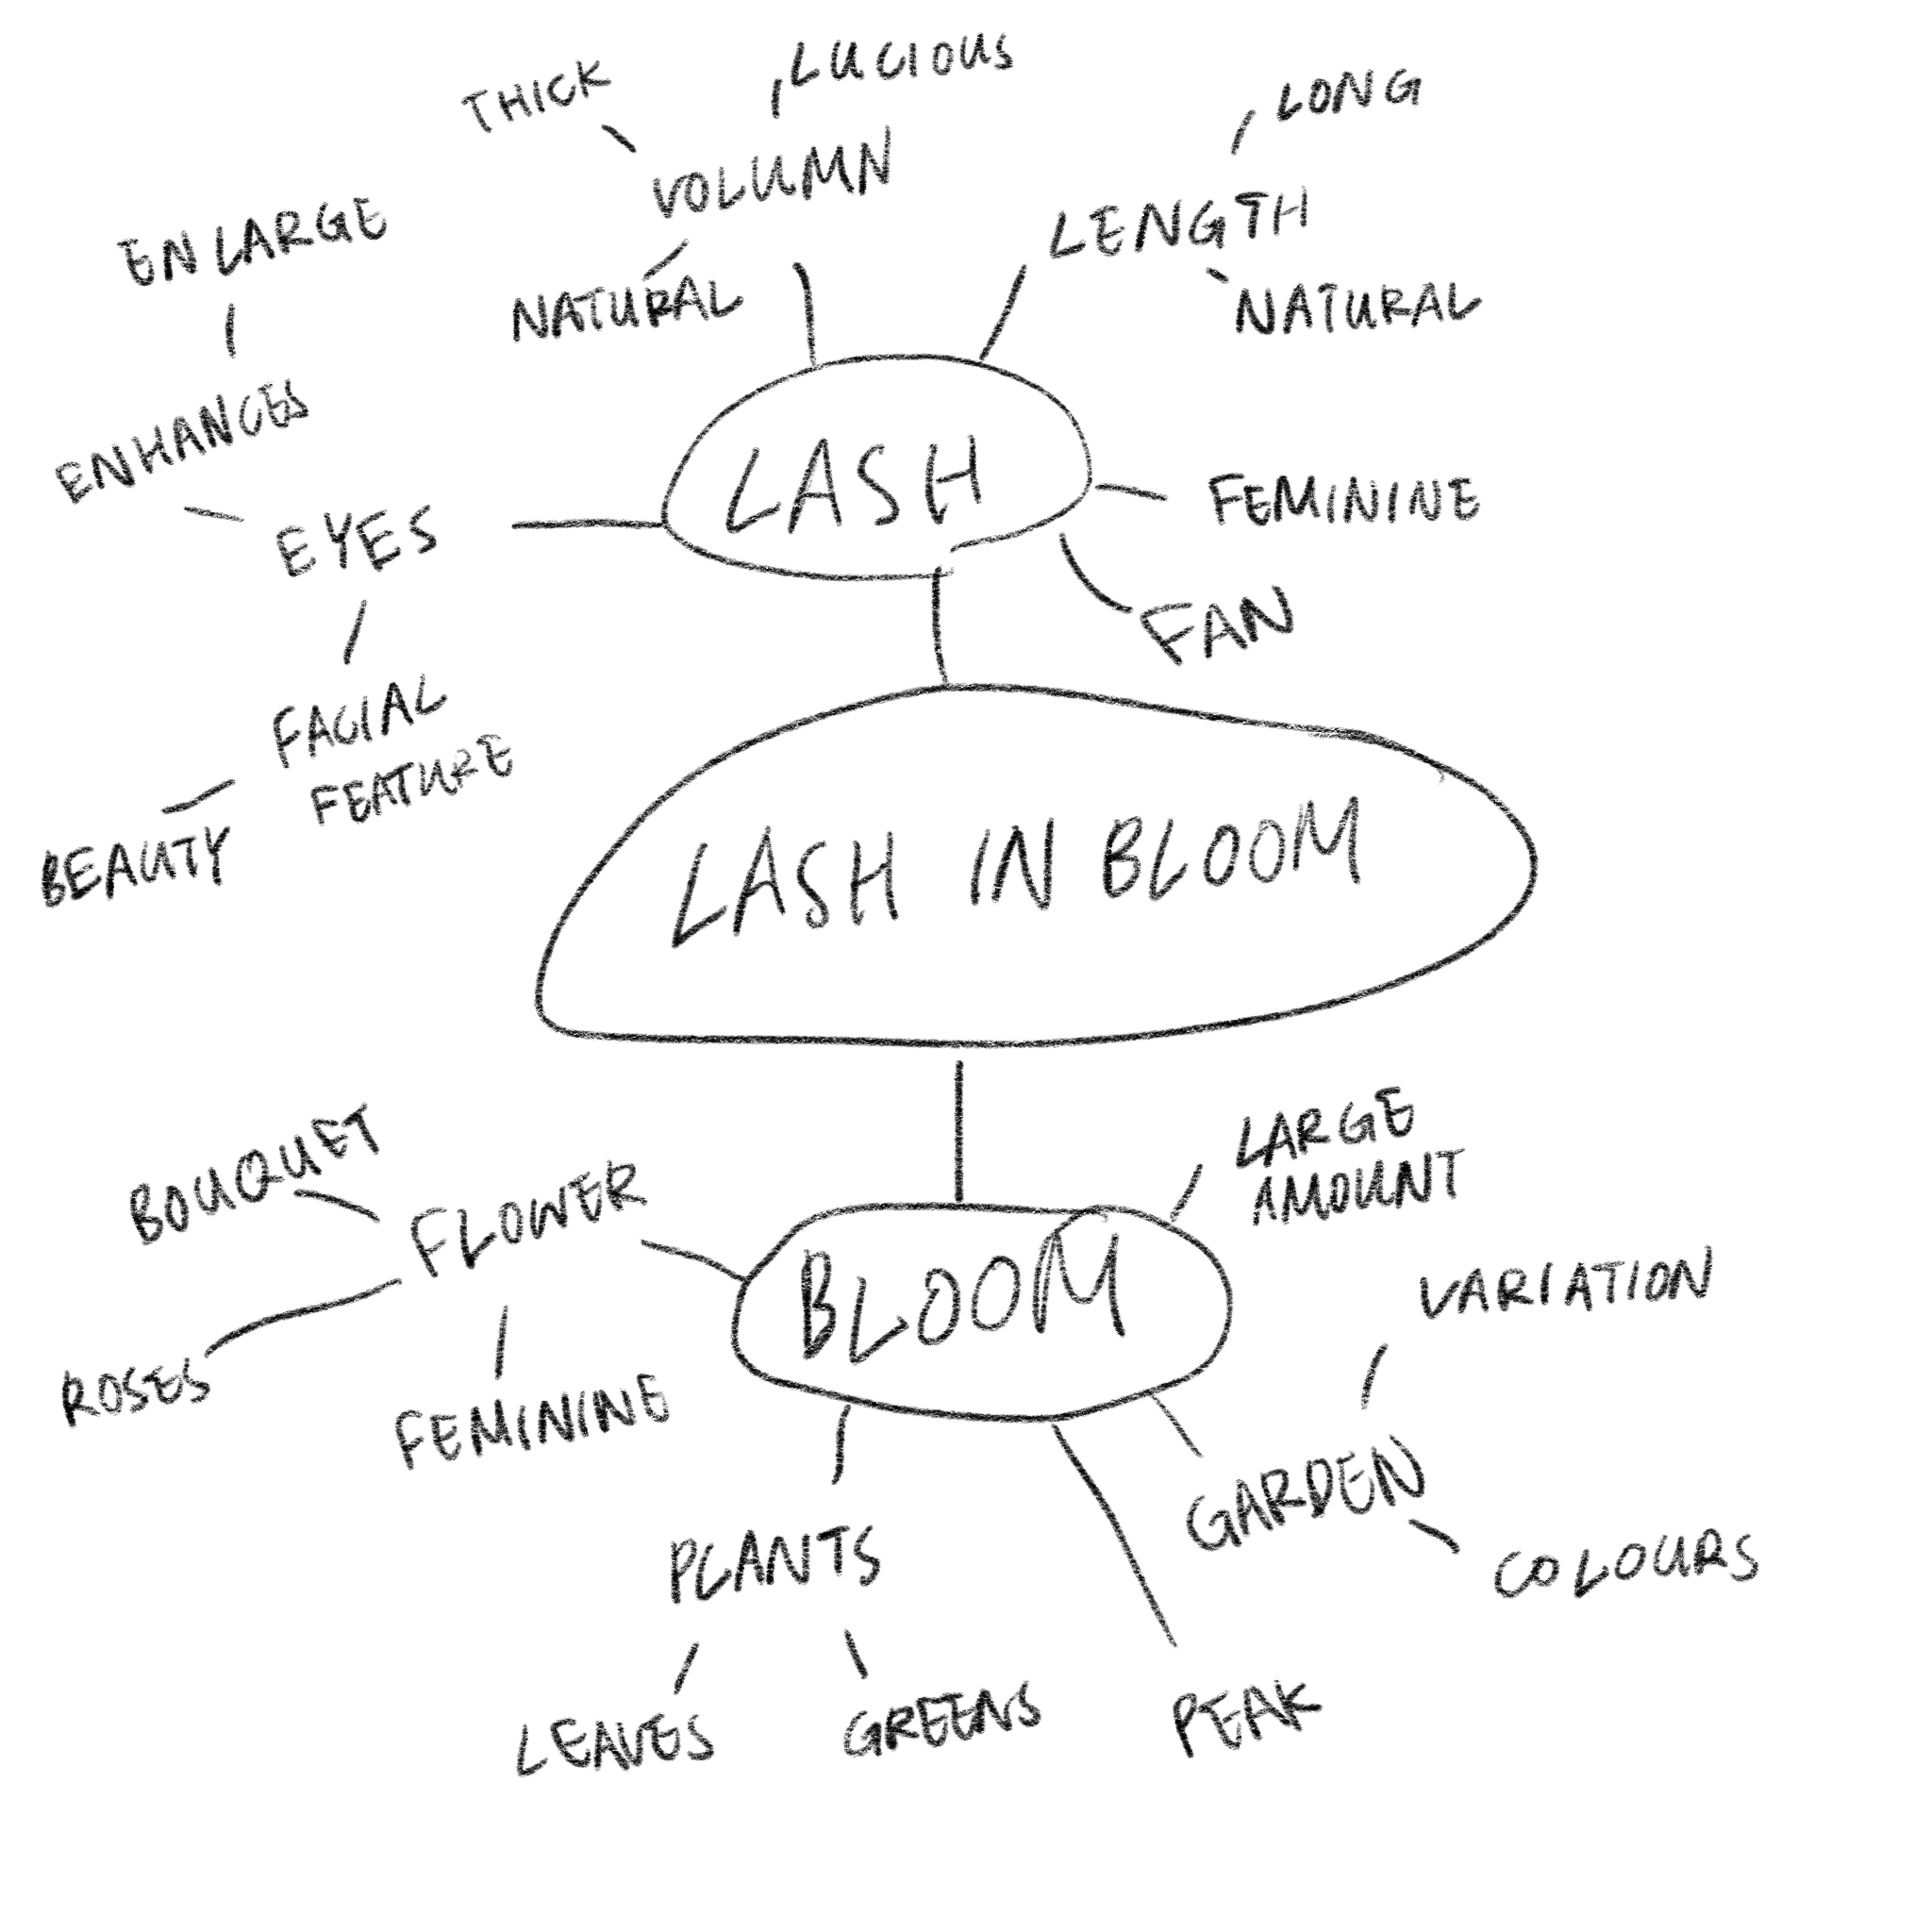 LUCIOUS
THICK
LONG
VOLUMN
LENGTH
ENLARGE
NATURAL
NATURAL
ENHANCES
LASH
FEMININE
EYES
FAN
FACIAL
FEATURE
BEAUTY
LASH IN BLOOM
BOUQUET
LARGE
AMOUNT
FLOWER
BLOOM
VARIATION
ROSES
FEMININE
GARDEN
PLANTS
COLOURS
LEAVES
GREENS
PEAK